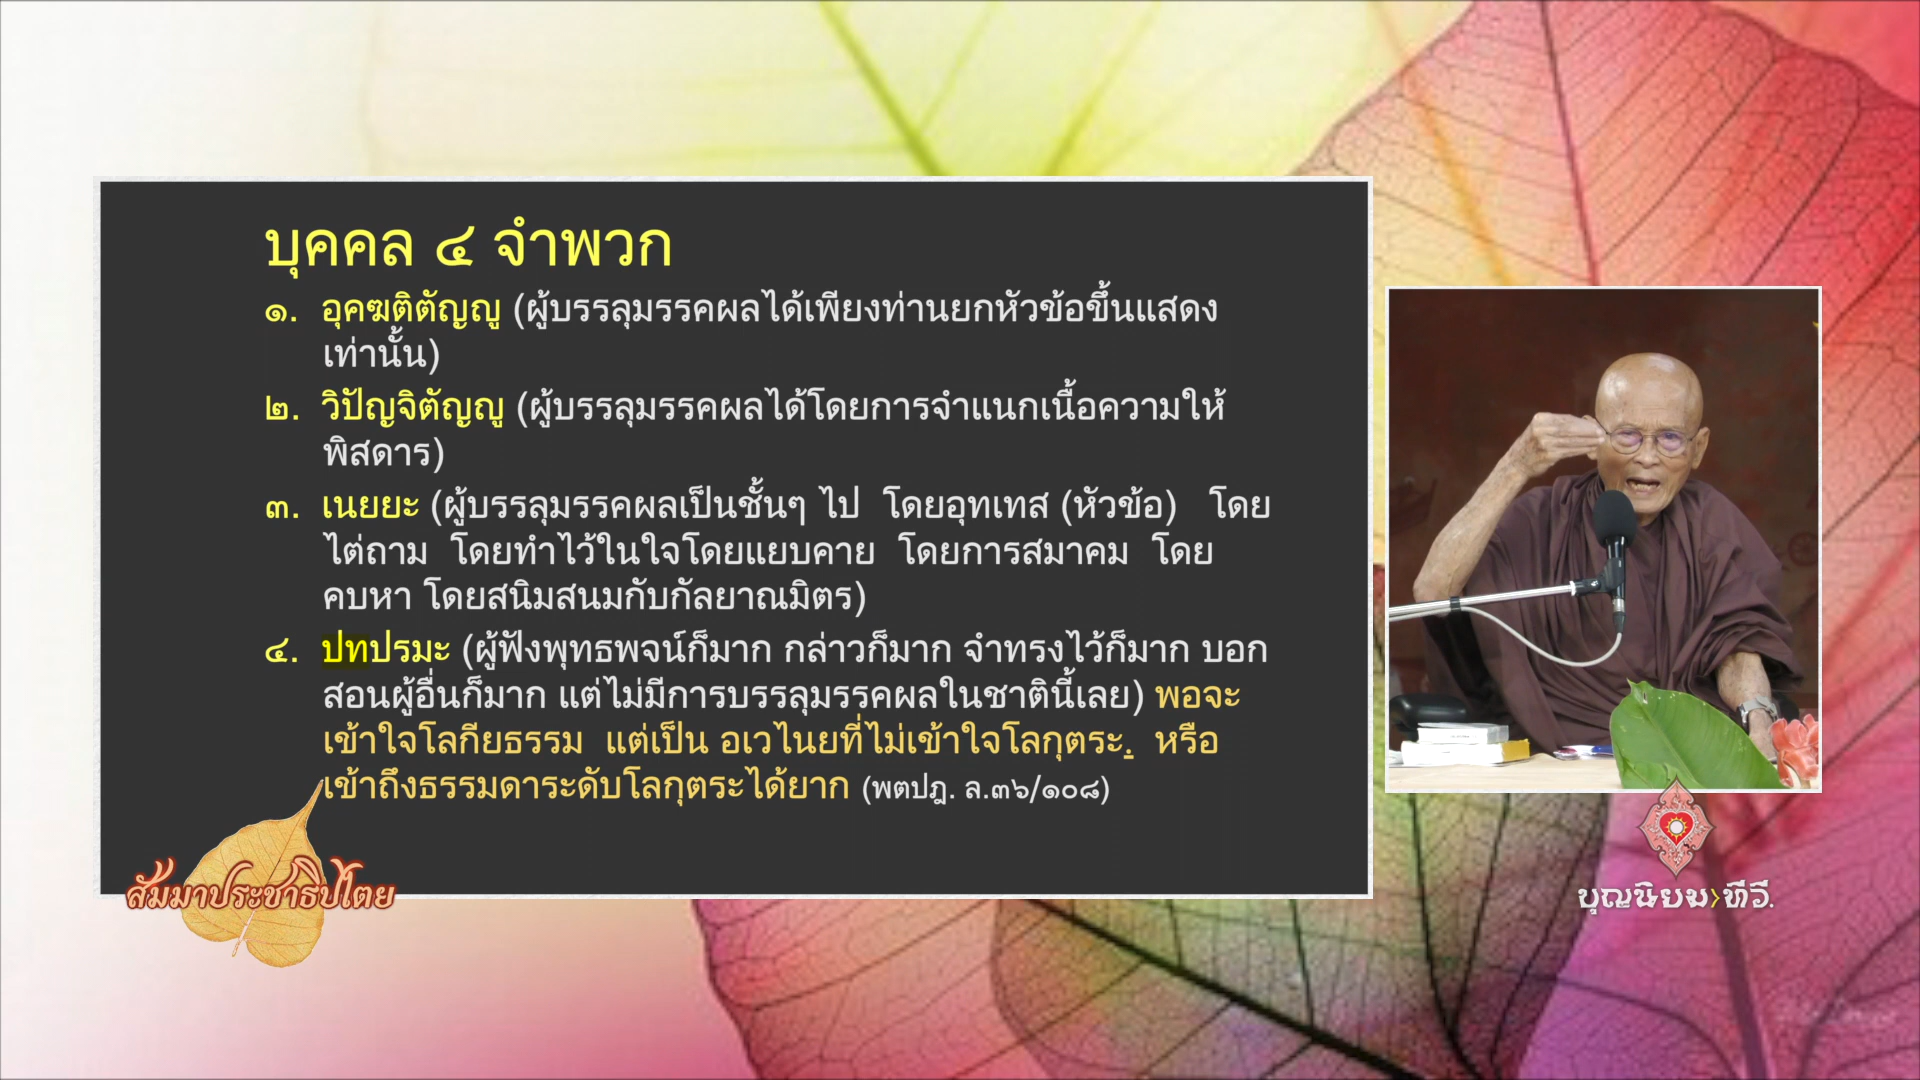 บุคคล ๔ จำพวก
๑. อุคฆติตัญญู (ผู้บรรลุมรรคผลได้เพียงท่านยกหัวข้อขึ้นแสดง
เท่านั้น)
๒. วิปัญจิตัญญู (ผู้บรรลุมรรคผลได้โดยการจำแนกเนื้อความให้
พิสดาร)
๓. เนยยะ (ผู้บรรลุมรรคผลเป็นชั้นๆ ไป โดยอุทเทส (หัวข้อ) โดย
ไต่ถาม โดยทำไว้ในใจโดยแยบคาย โดยการสมาคม โดย
คบหา โดยสนิมสนมกับกัลยาณมิตร)
๔. ปทปรมะ (ผู้ฟังพุทธพจน์ก็มาก กล่าวก็มาก จำทรงไว้ก็มาก บอก
สอนผู้อื่นก็มาก แต่ไม่มีการบรรลุมรรคผลในชาตินี้เลย) พอจะ
เข้าใจโลกียธรรม แต่เป็น อเวไนยที่ไม่เข้าใจโลกุตระ. หรือ
เข้าถึงธรรมดาระดับโลกุตระได้ยาก (พตปฎ. ล.๓๖/๑๐๘)
สัมมาประชาธิปไตย
บุญนิยม>ทีวี.